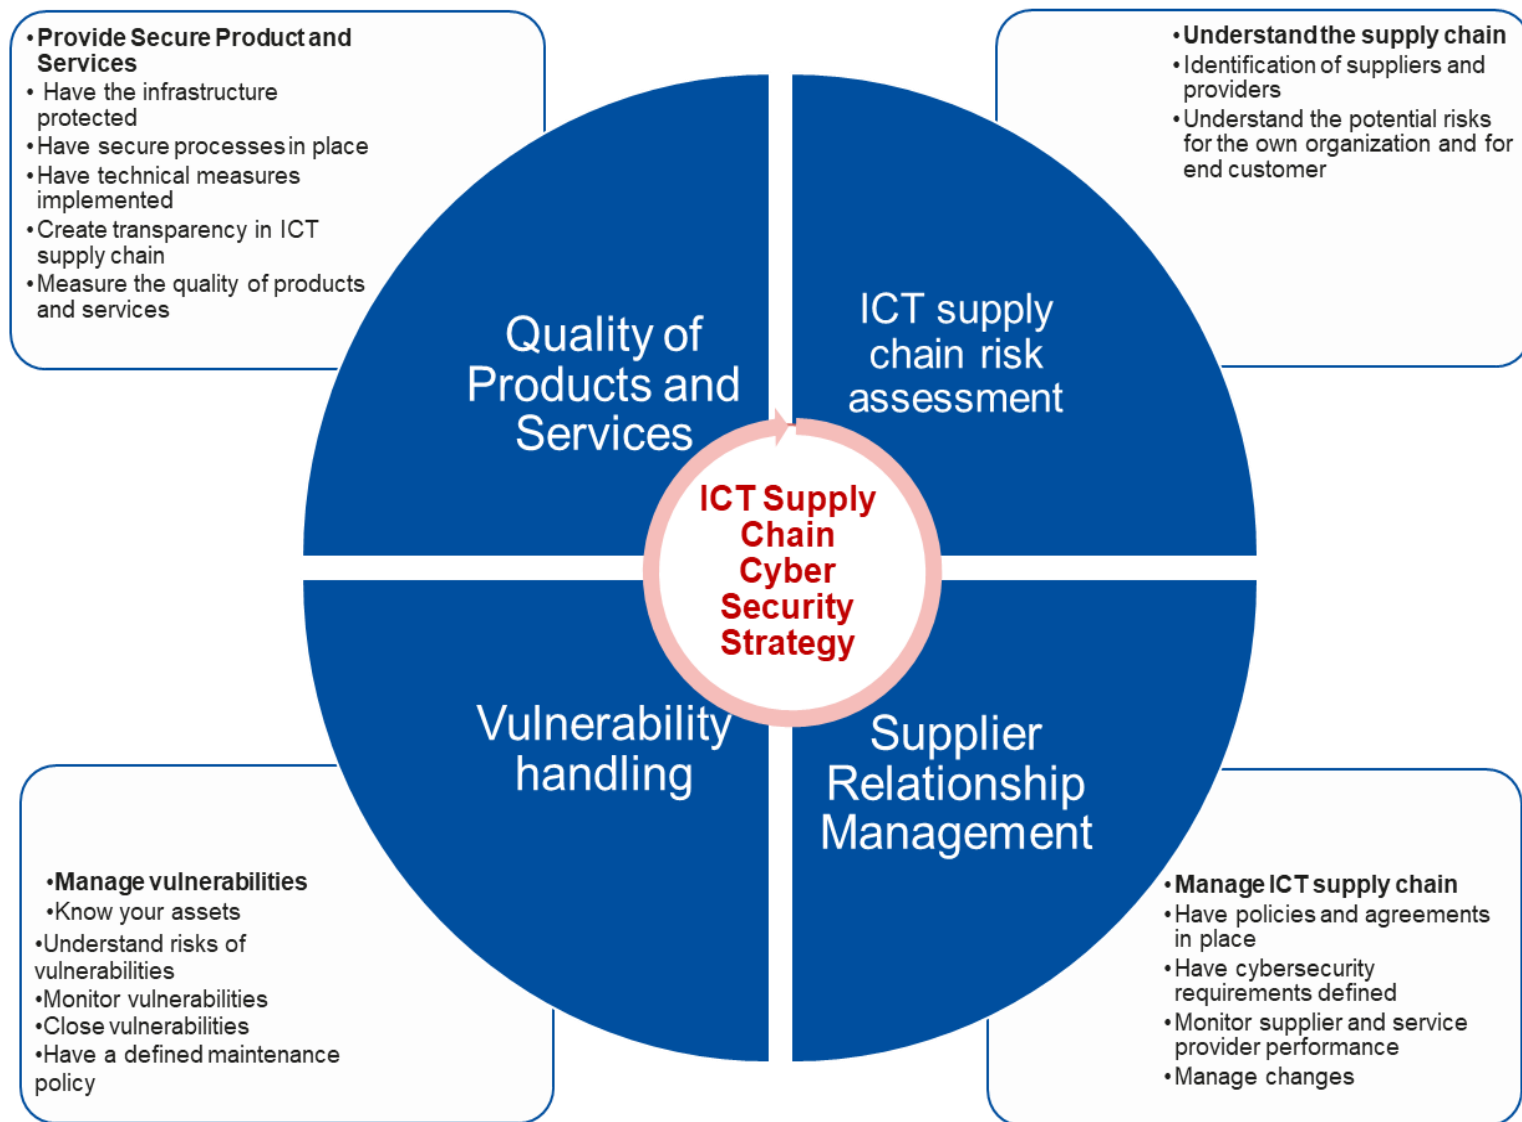 •Provide Secure Product and
Services
• Have the infrastructure
protected
•Have secure processes in place
•Have technical measures
implemented
•Create transparency in ICT
supply chain
•Measure the quality of products
and services
•Understand the supply chain
•Identification of suppliers and
providers
•Understand the potential risks
for the own organization and for
end customer
Quality of
Products and
Services
ICT supply
chain risk
assessment
ICT Supply
Chain
Cyber
Security
Strategy
Vulnerability
handling
Supplier
Relationship
Management
•Manage vulnerabilities
•Know your assets
•Understand risks of
vulnerabilities
•Monitor vulnerabilities
•Close vulnerabilities
•Have a defined maintenance
policy
•Manage ICT supply chain
•Have policies and agreements
in place
•Have cybersecurity
requirements defined
•Monitor supplier and service
provider performance
•Manage changes